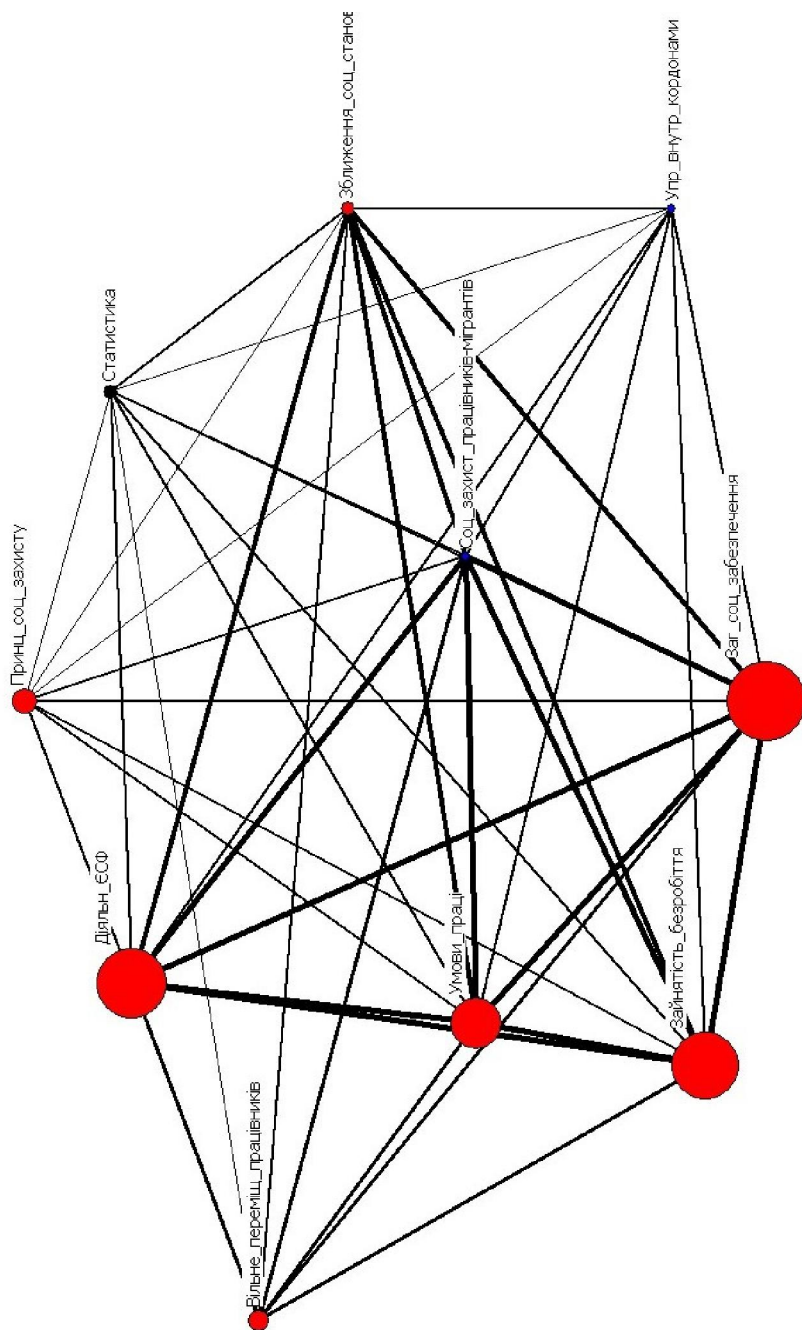 Зближення_соц_станов
Упр_внутр_кордонами
Статистика
Соц_захист_працівників-мігрантів
Принц_соц_захисту
Заг_соц_забезпечення
Діяльн_ЄСФ
Умови_праці
Зайнятість_безробіття
Вільне_переміщ_працівників